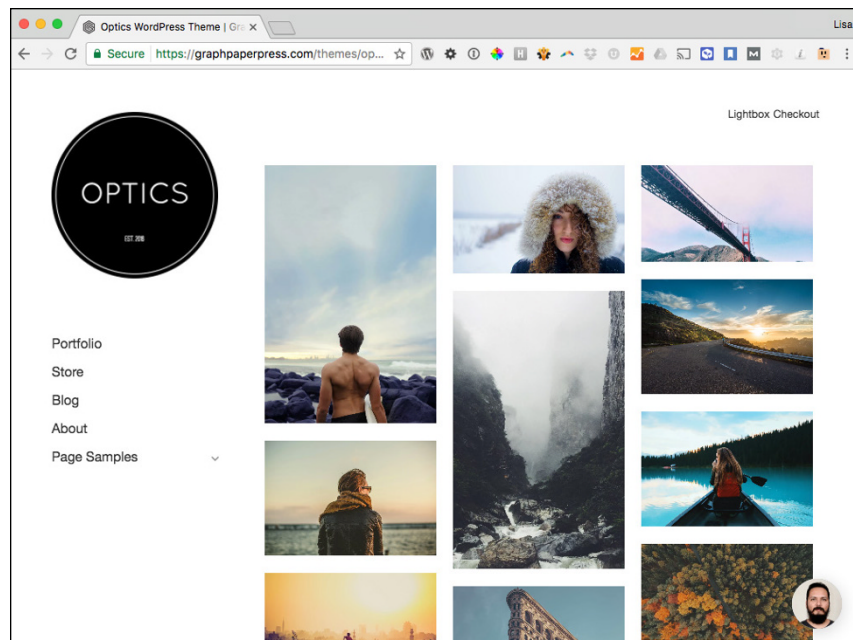 Optics WordPress Theme | Gra
Lisa
Secure
https://graphpaperpress.com/themes/op...
Lightbox Checkout
OPTICS
EST. 2016
Portfolio
Store
Blog
About
Page Samples